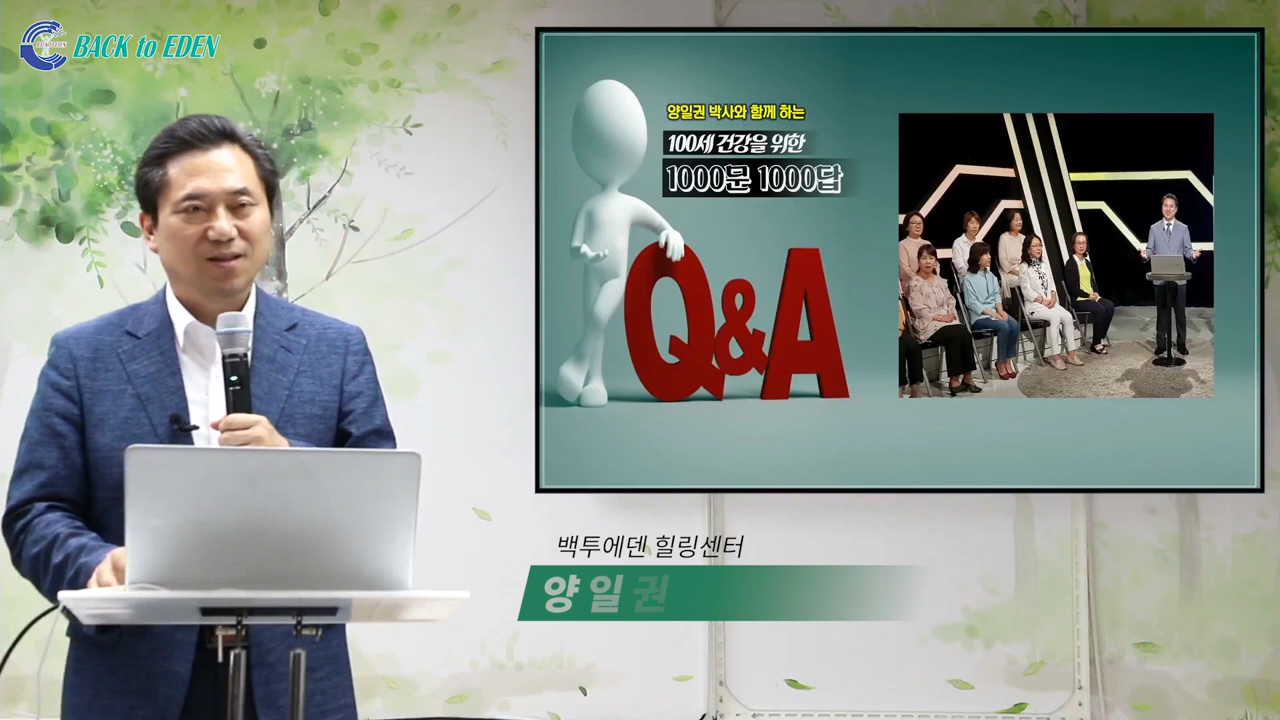 BACK to EDEN
양일권 박사와 함께 하는
100세 건강을 위한
1000문 1000답
Q&A
백투에덴 힐링센터
양일권